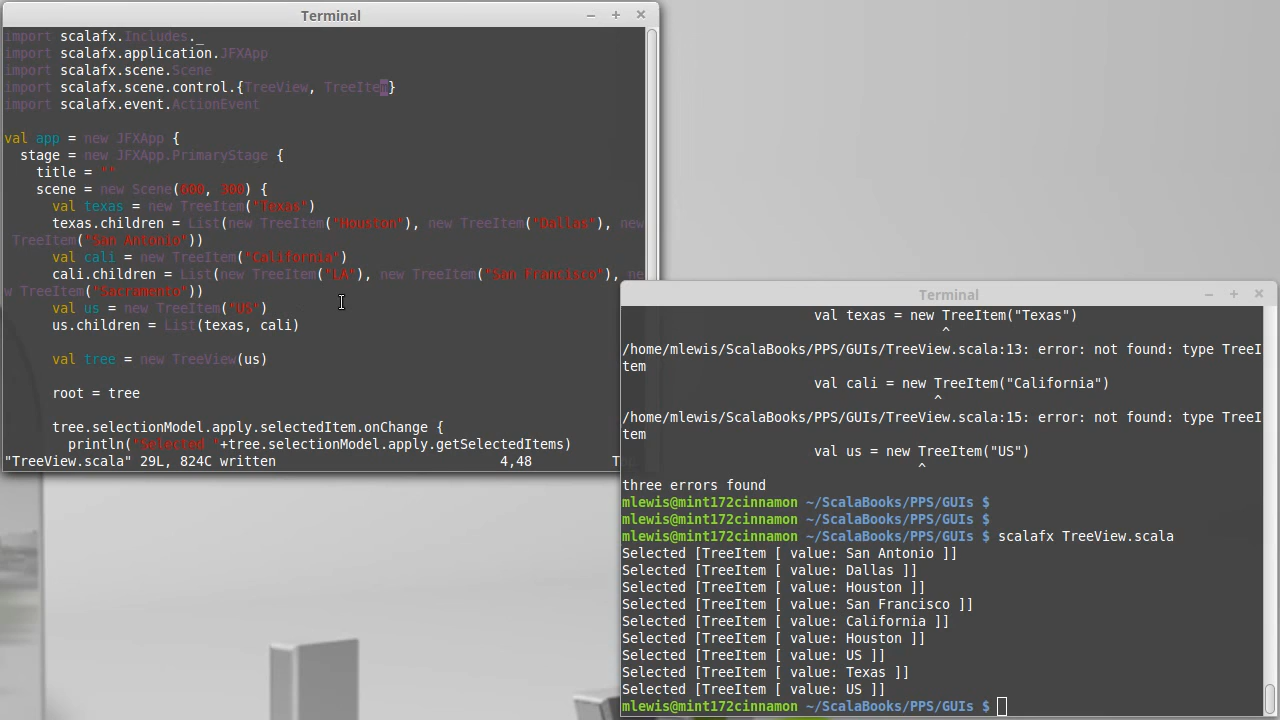 Terminal
import scalafx.Includes._
import scalafx.application.JFXApp
import scalafx.scene.Scene
import scalafx.scene.control.{TreeView, TreeItem}
import scalafx.event.ActionEvent
val app = new JFXApp {
stage = new JFXApp.PrimaryStage {
title = ""
scene = new Scene(600, 300) {
val texas = new TreeItem("Texas")
texas.children = List(new TreeItem("Houston"), new TreeItem("Dallas"), new
TreeItem("San Antonio"))
val cali = new TreeItem("California")
cali.children = List(new TreeItem("LA"), new TreeItem("San Francisco"), ne
w TreeItem("Sacramento"))
val us = new TreeItem("US")
us.children = List(texas, cali)
val tree = new TreeView(us)
root = tree
tree.selectionModel.apply.selectedItem.onChange {
println("Selected "+tree.selectionModel.apply.getSelectedItems)
"TreeView.scala" 29L, 824C written 4,48 T
Terminal
val texas = new TreeItem("Texas")
^
/home/mlewis/ScalaBooks/PPS/GUIs/TreeView.scala:13: error: not found: type TreeI
tem
val cali = new TreeItem("California")
^
/home/mlewis/ScalaBooks/PPS/GUIs/TreeView.scala:15: error: not found: type TreeI
tem
val us = new TreeItem("US")
^
three errors found
mlewis@mint172cinnamon ~/ScalaBooks/PPS/GUIs $
mlewis@mint172cinnamon ~/ScalaBooks/PPS/GUIs $
mlewis@mint172cinnamon ~/ScalaBooks/PPS/GUIs $ scalafx TreeView.scala
Selected [TreeItem [ value: San Antonio ]]
Selected [TreeItem [ value: Dallas ]]
Selected [TreeItem [ value: Houston ]]
Selected [TreeItem [ value: San Francisco ]]
Selected [TreeItem [ value: California ]]
Selected [TreeItem [ value: Houston ]]
Selected [TreeItem [ value: US ]]
Selected [TreeItem [ value: Texas ]]
Selected [TreeItem [ value: US ]]
mlewis@mint172cinnamon ~/ScalaBooks/PPS/GUIs $